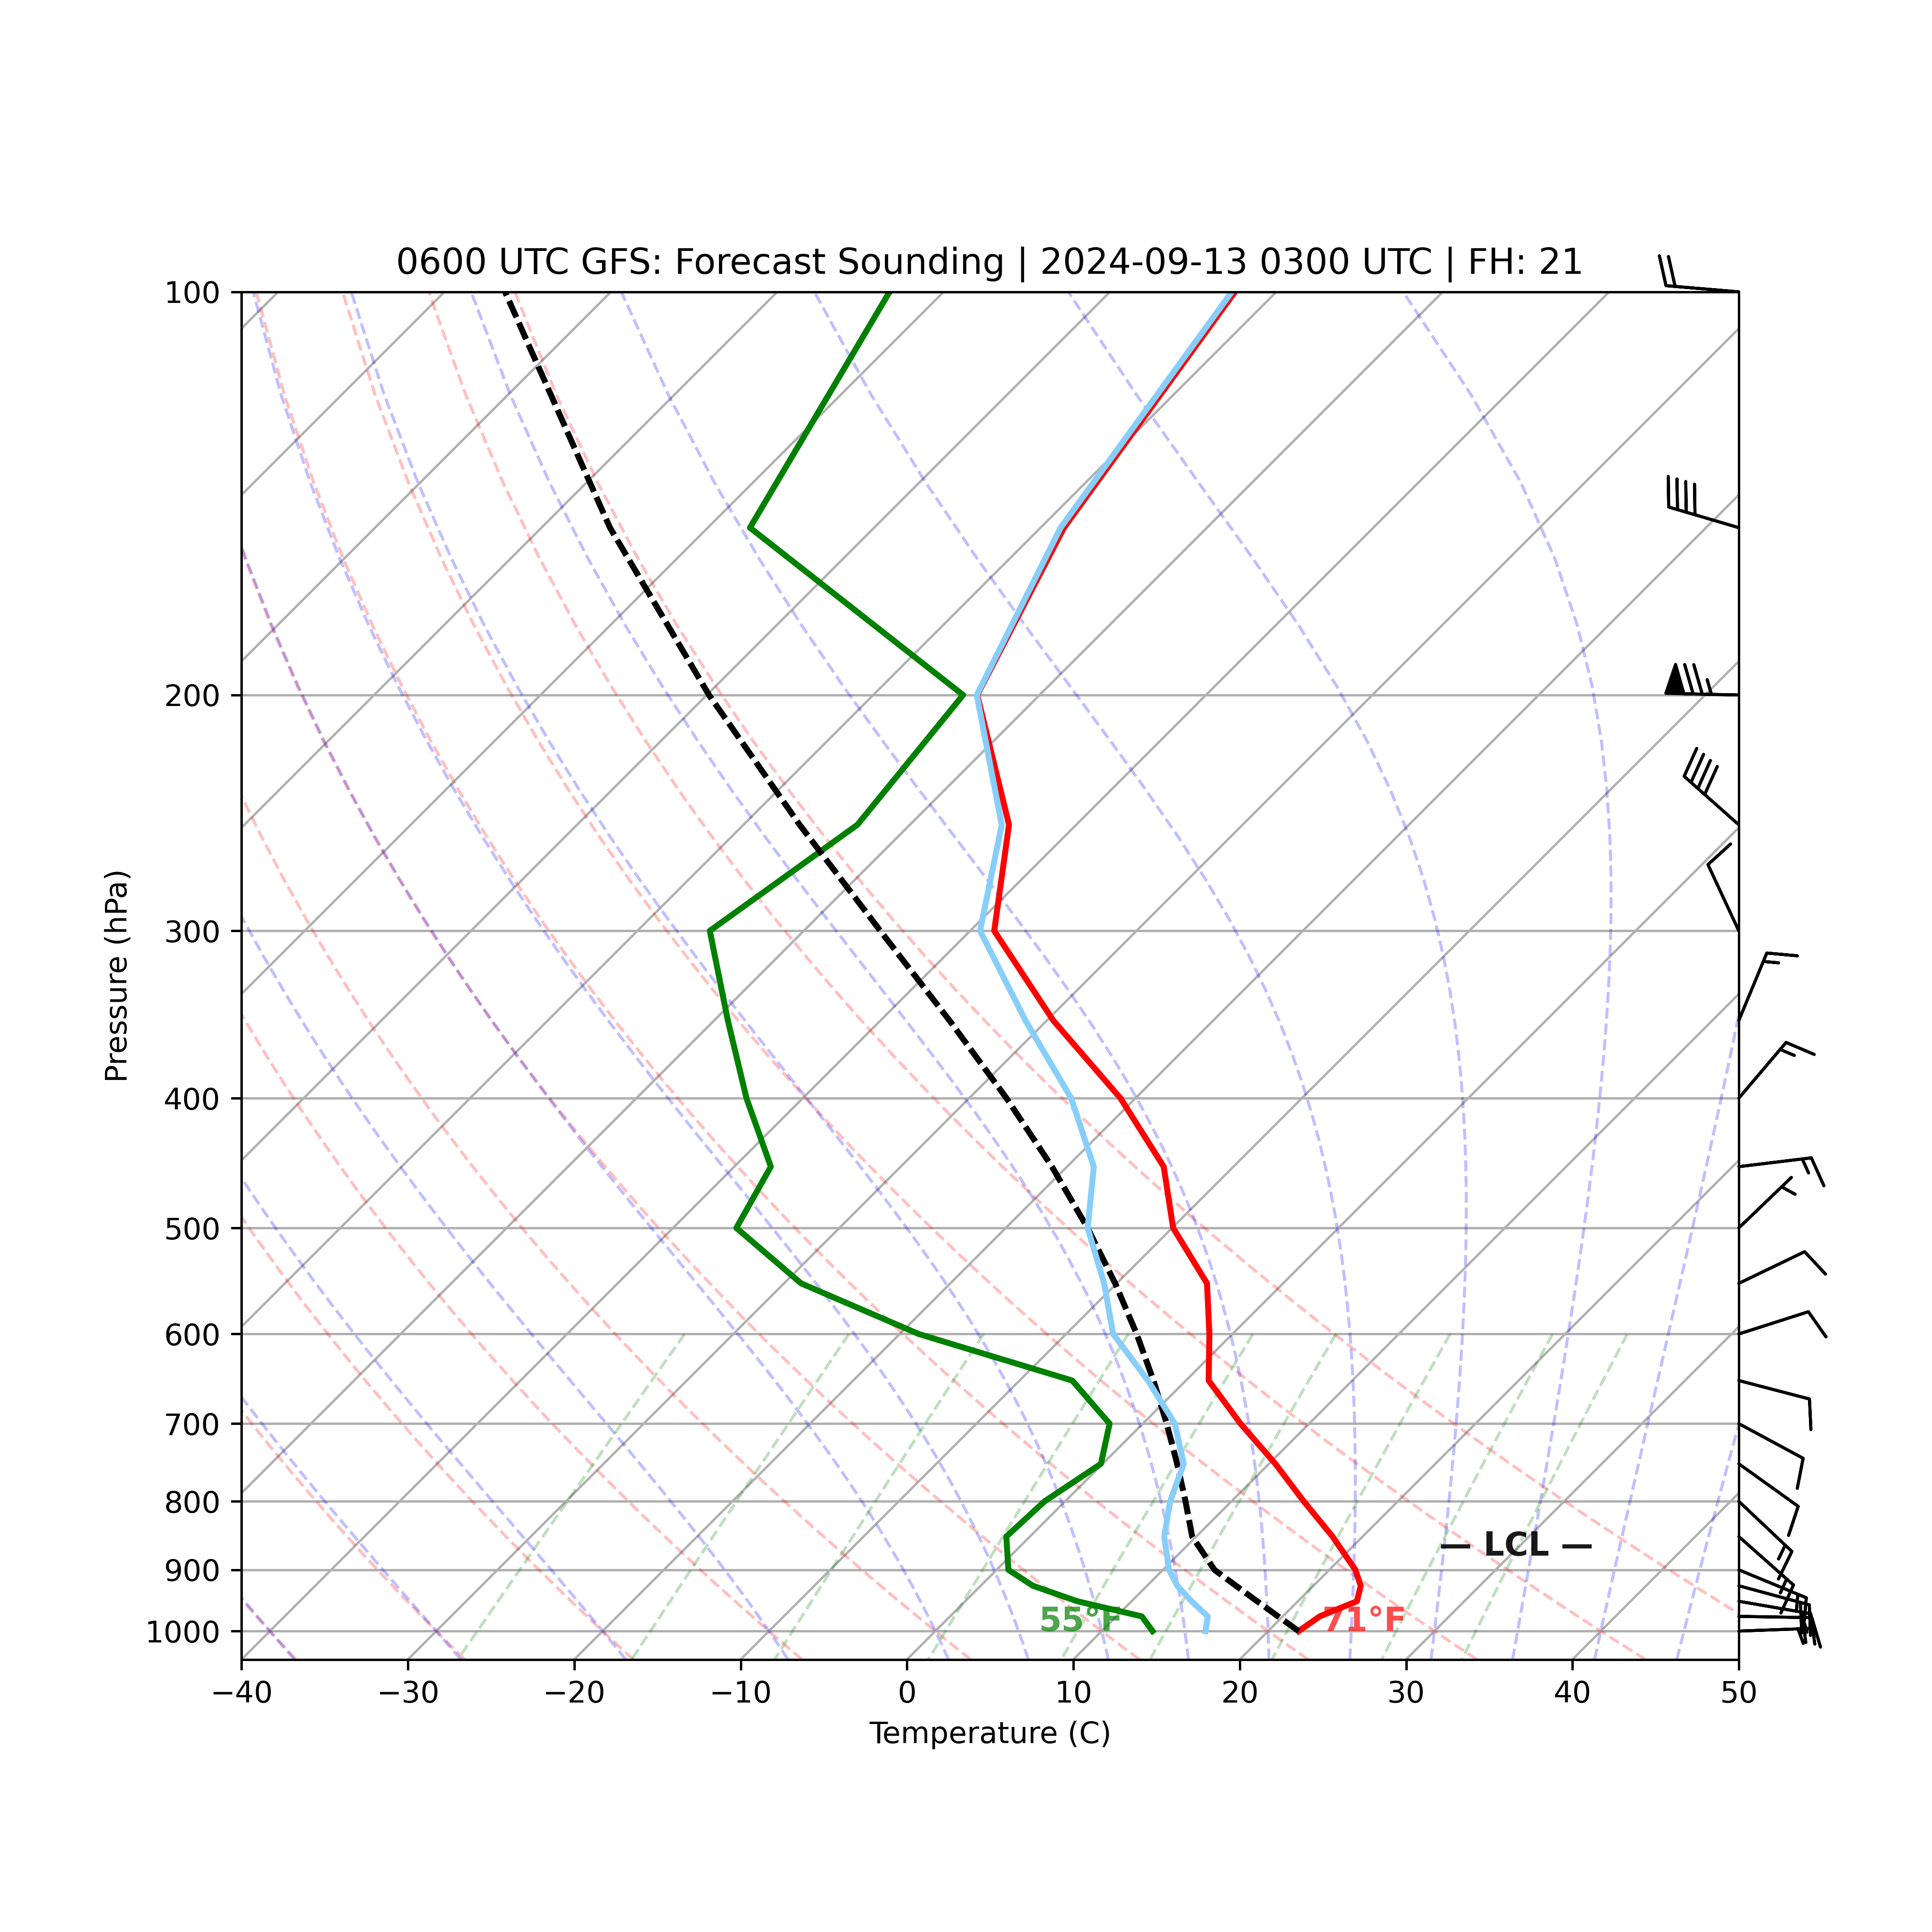 0600 UTC GFS: Forecast Sounding | 2024-09-13 0300 UTC | FH: 21
100
200
300
400
500
600
700
800
900
1000
Pressure (hPa)
— LCL —
55°F
71°F
−40 −30 −20 −10 0 10 20 30 40 50
Temperature (C)